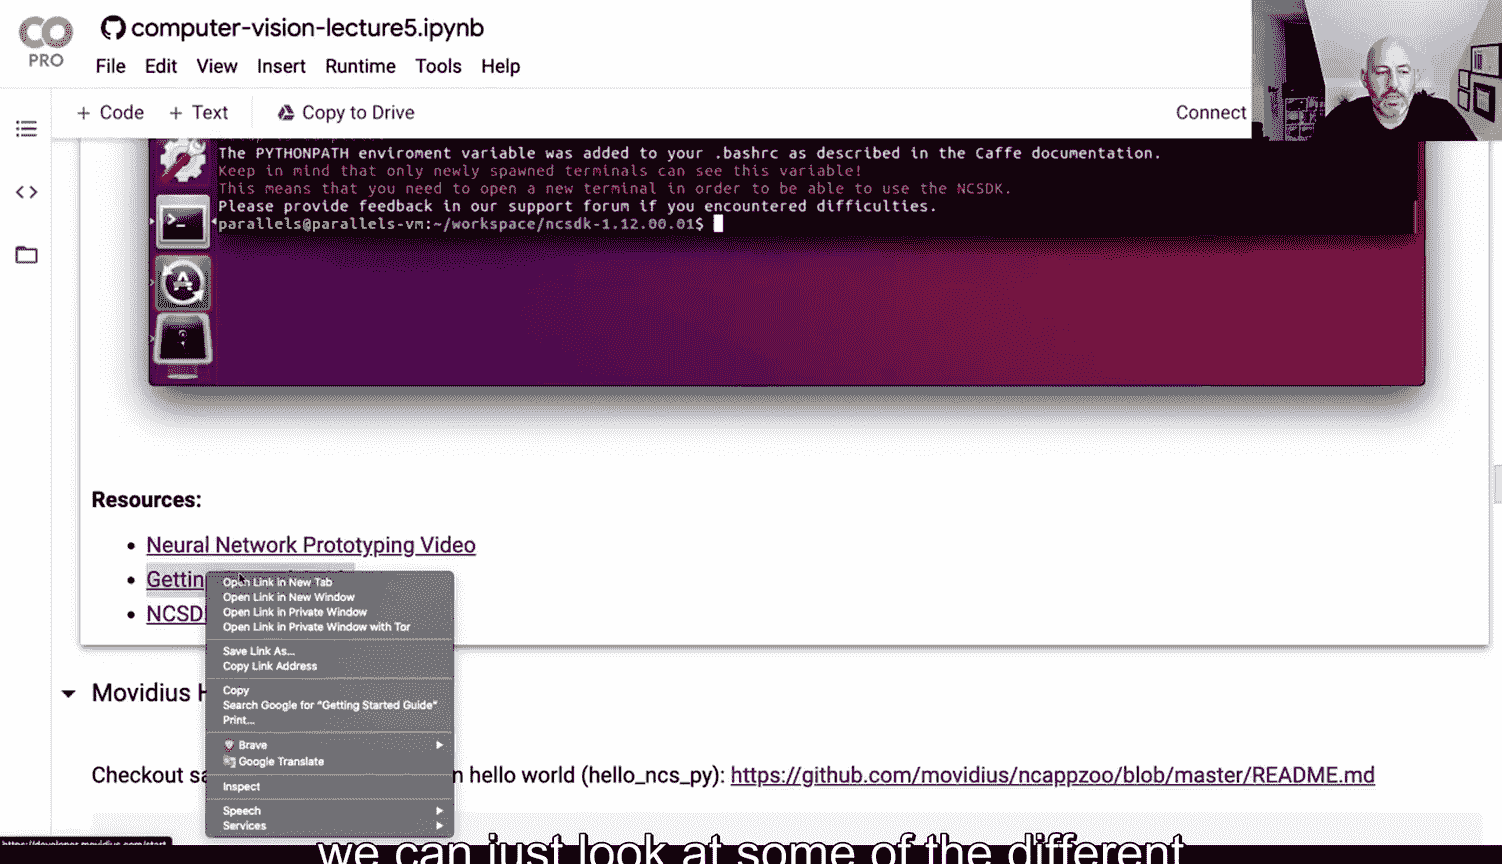 CO
PRO
computer-vision-lecture5.ipynb
File Edit View Insert Runtime Tools Help
+ Code + Text Copy to Drive Connect
The PYTHONPATH enviroment variable was added to your .bashrc as described in the Caffe documentation.
Keep in mind that only newly spawned terminals can see this variable!
This means that you need to open a new terminal in order to be able to use the NCSDK.
Please provide feedback in our support forum if you encountered difficulties.
parallels@parallels-vm:~/workspace/ncsdk-1.12.00.01$
Resources:
• Neural Network Prototyping Video
• Gettin
• NCSD
Open Link in New Tab
Open Link in New Window
Open Link in Private Window
Open Link in Private Window with Tor
Save Link As...
Copy Link Address
Copy
Search Google for "Getting Started Guide"
Print...
Brave
Google Translate
Inspect
Speech
Services
Movidius H
Checkout sa n hello world (hello_ncs_py): https://github.com/movidius/ncappzoo/blob/master/README.md
https://developer.movidius.com/start
we can just look at some of the different